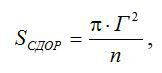 S_СДОР = π · Г² / n ,